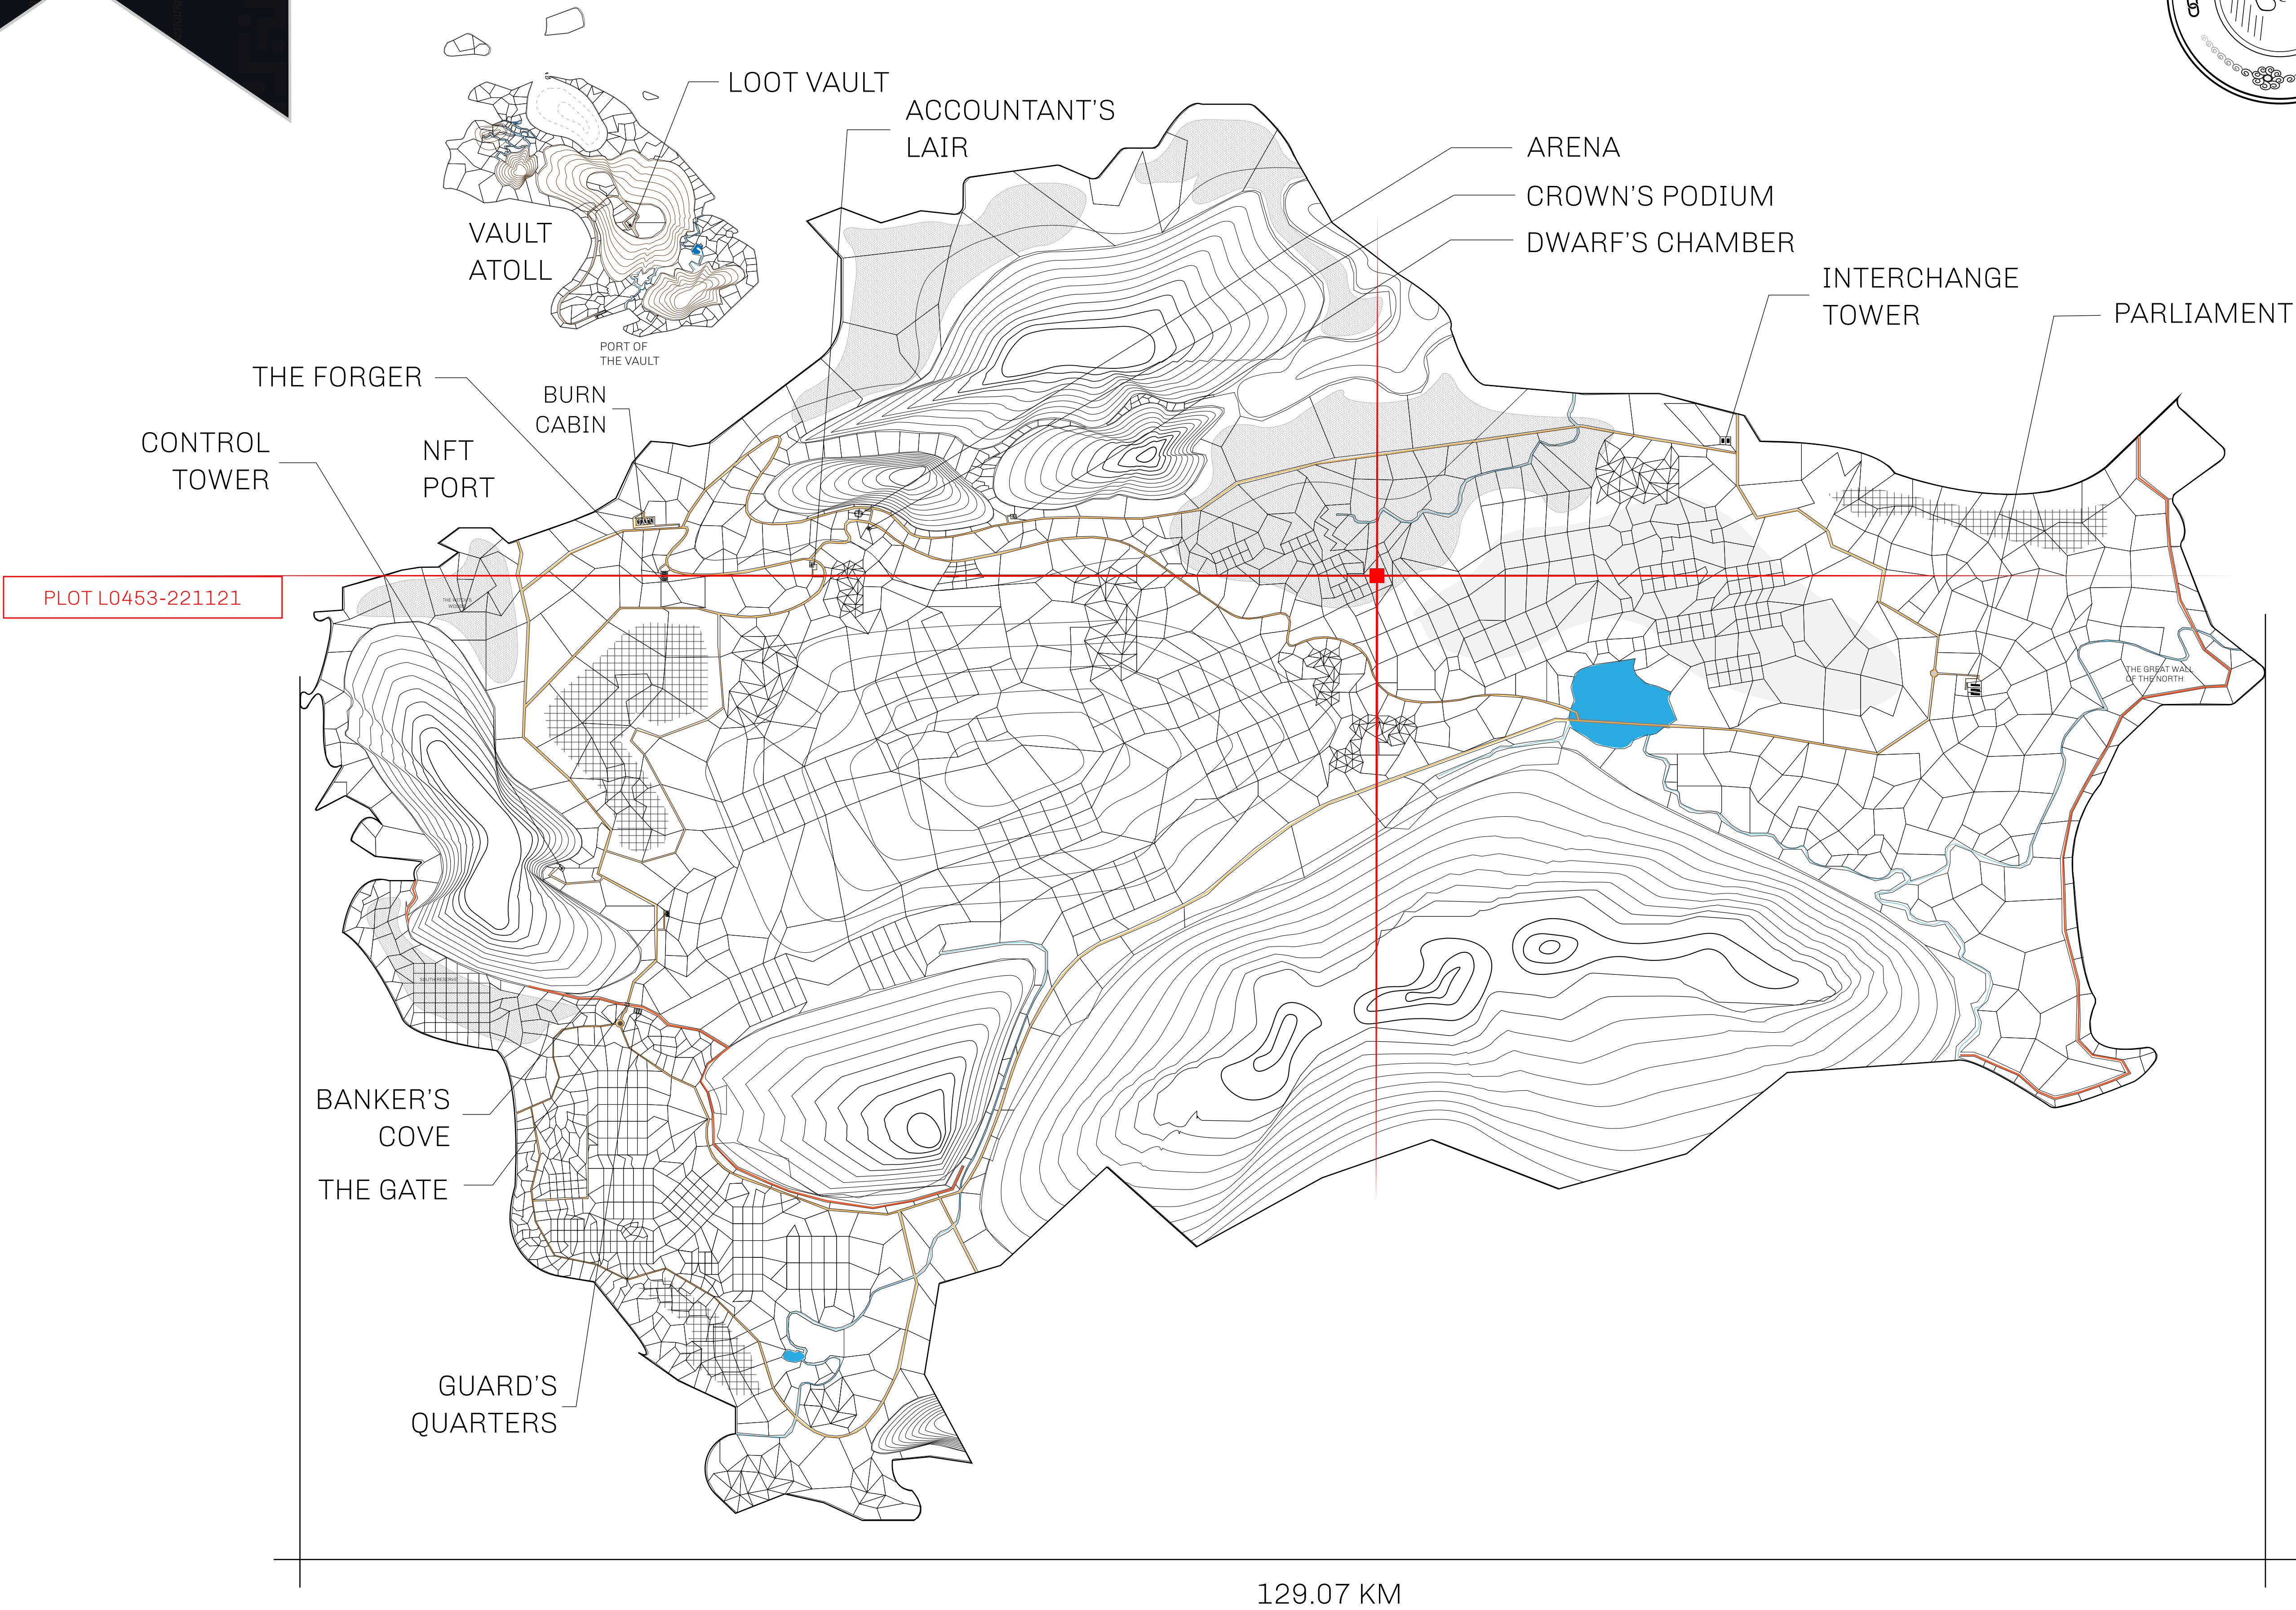 LOOT VAULT
ACCOUNTANT'S
LAIR
ARENA
CROWN'S PODIUM
DWARF'S CHAMBER
VAULT
ATOLL
INTERCHANGE
TOWER
PARLIAMENT
PORT OF
THE VAULT
THE FORGER
BURN
CABIN
CONTROL
TOWER
NFT
PORT
PLOT L0453-221121
THE GREAT WALL
OF THE NORTH
SOUTH RESERVE
BANKER'S
COVE
THE GATE
GUARD'S
QUARTERS
129.07 KM